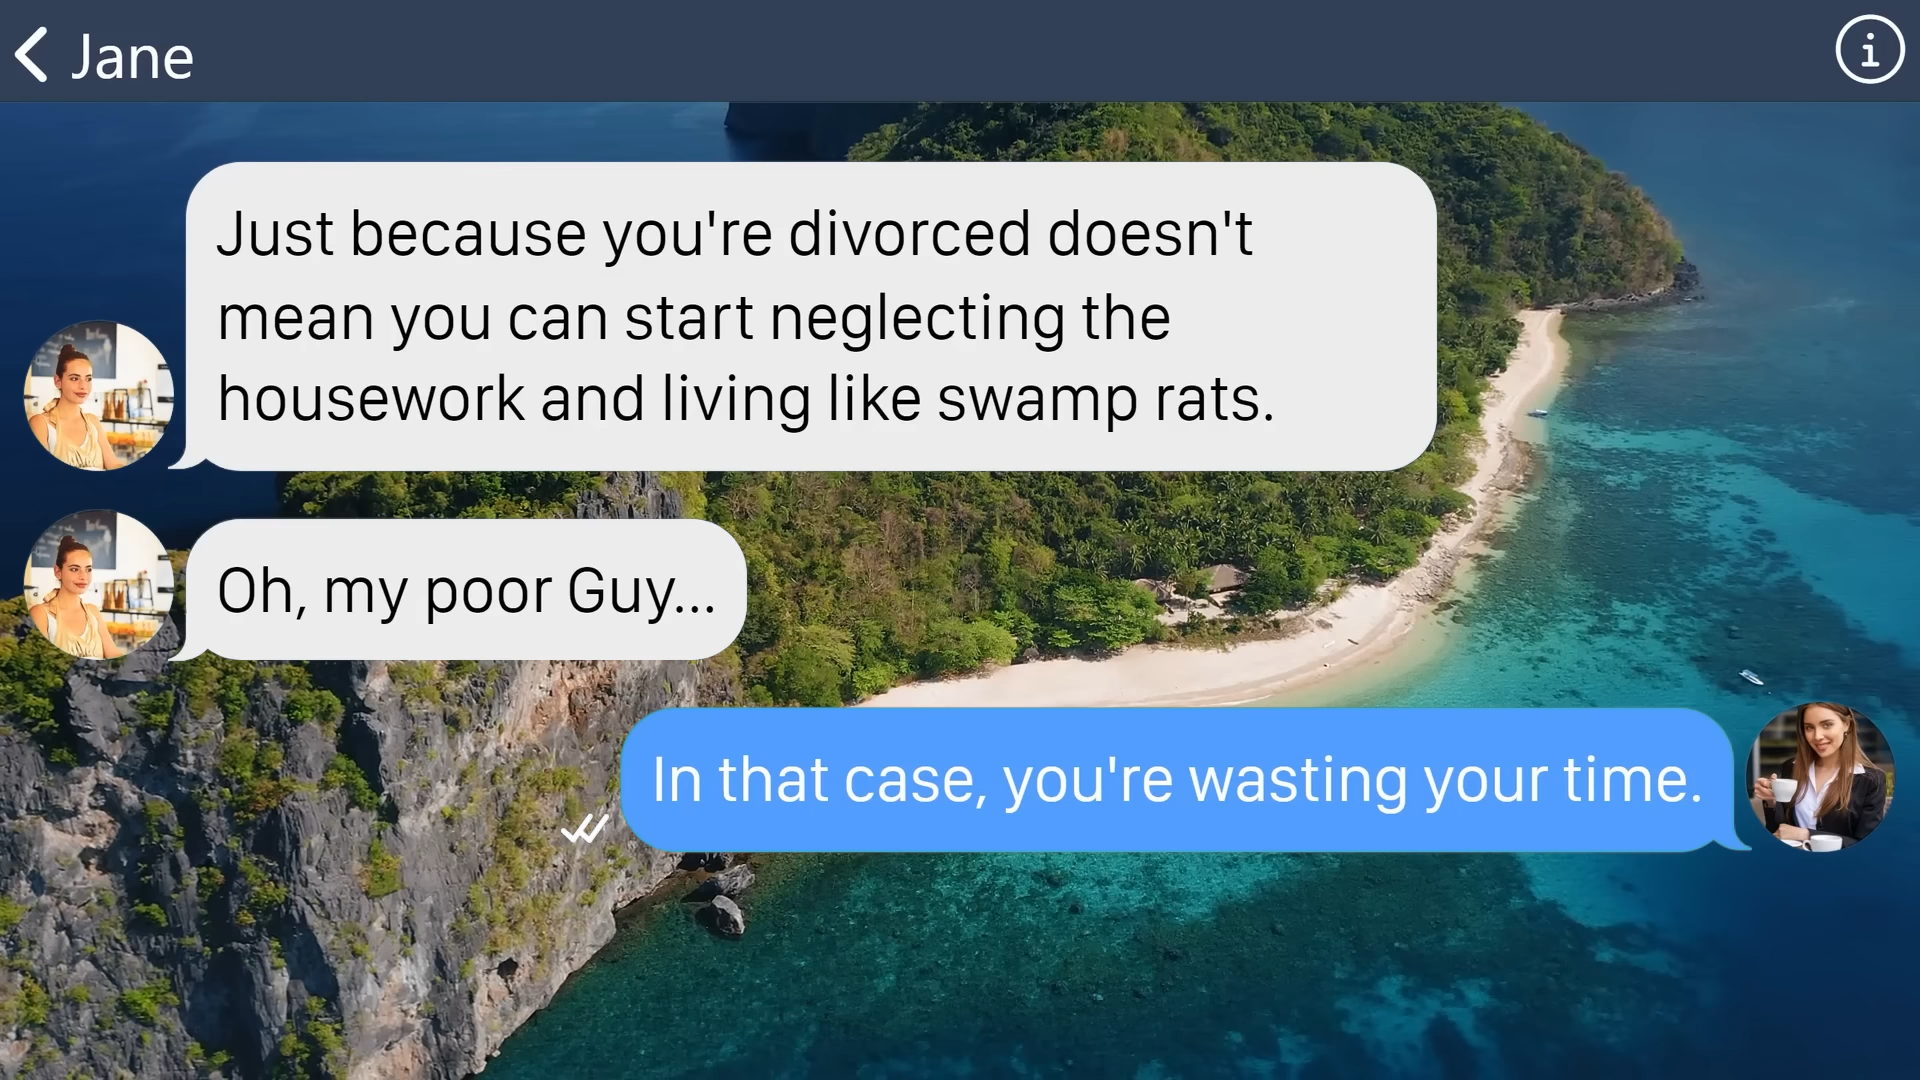 Jane
Just because you're divorced doesn't
mean you can start neglecting the
housework and living like swamp rats.
Oh, my poor Guy...
In that case, you're wasting your time.